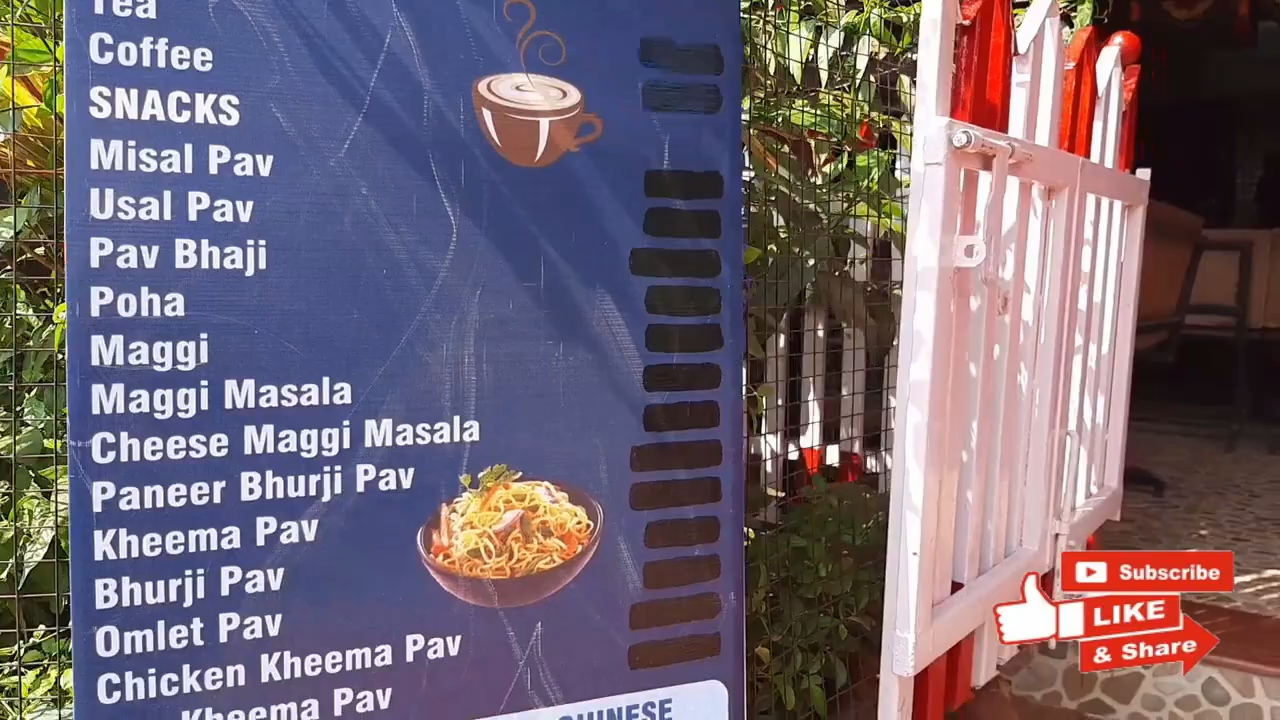 Tea
Coffee
SNACKS
Misal Pav
Usal Pav
Pav Bhaji
Poha
Maggi
Maggi Masala
Cheese Maggi Masala
Paneer Bhurji Pav
Kheema Pav
Bhurji Pav
Omlet Pav
Chicken Kheema Pav
Kheema Pav
CHINESE
Subscribe
LIKE
& Share